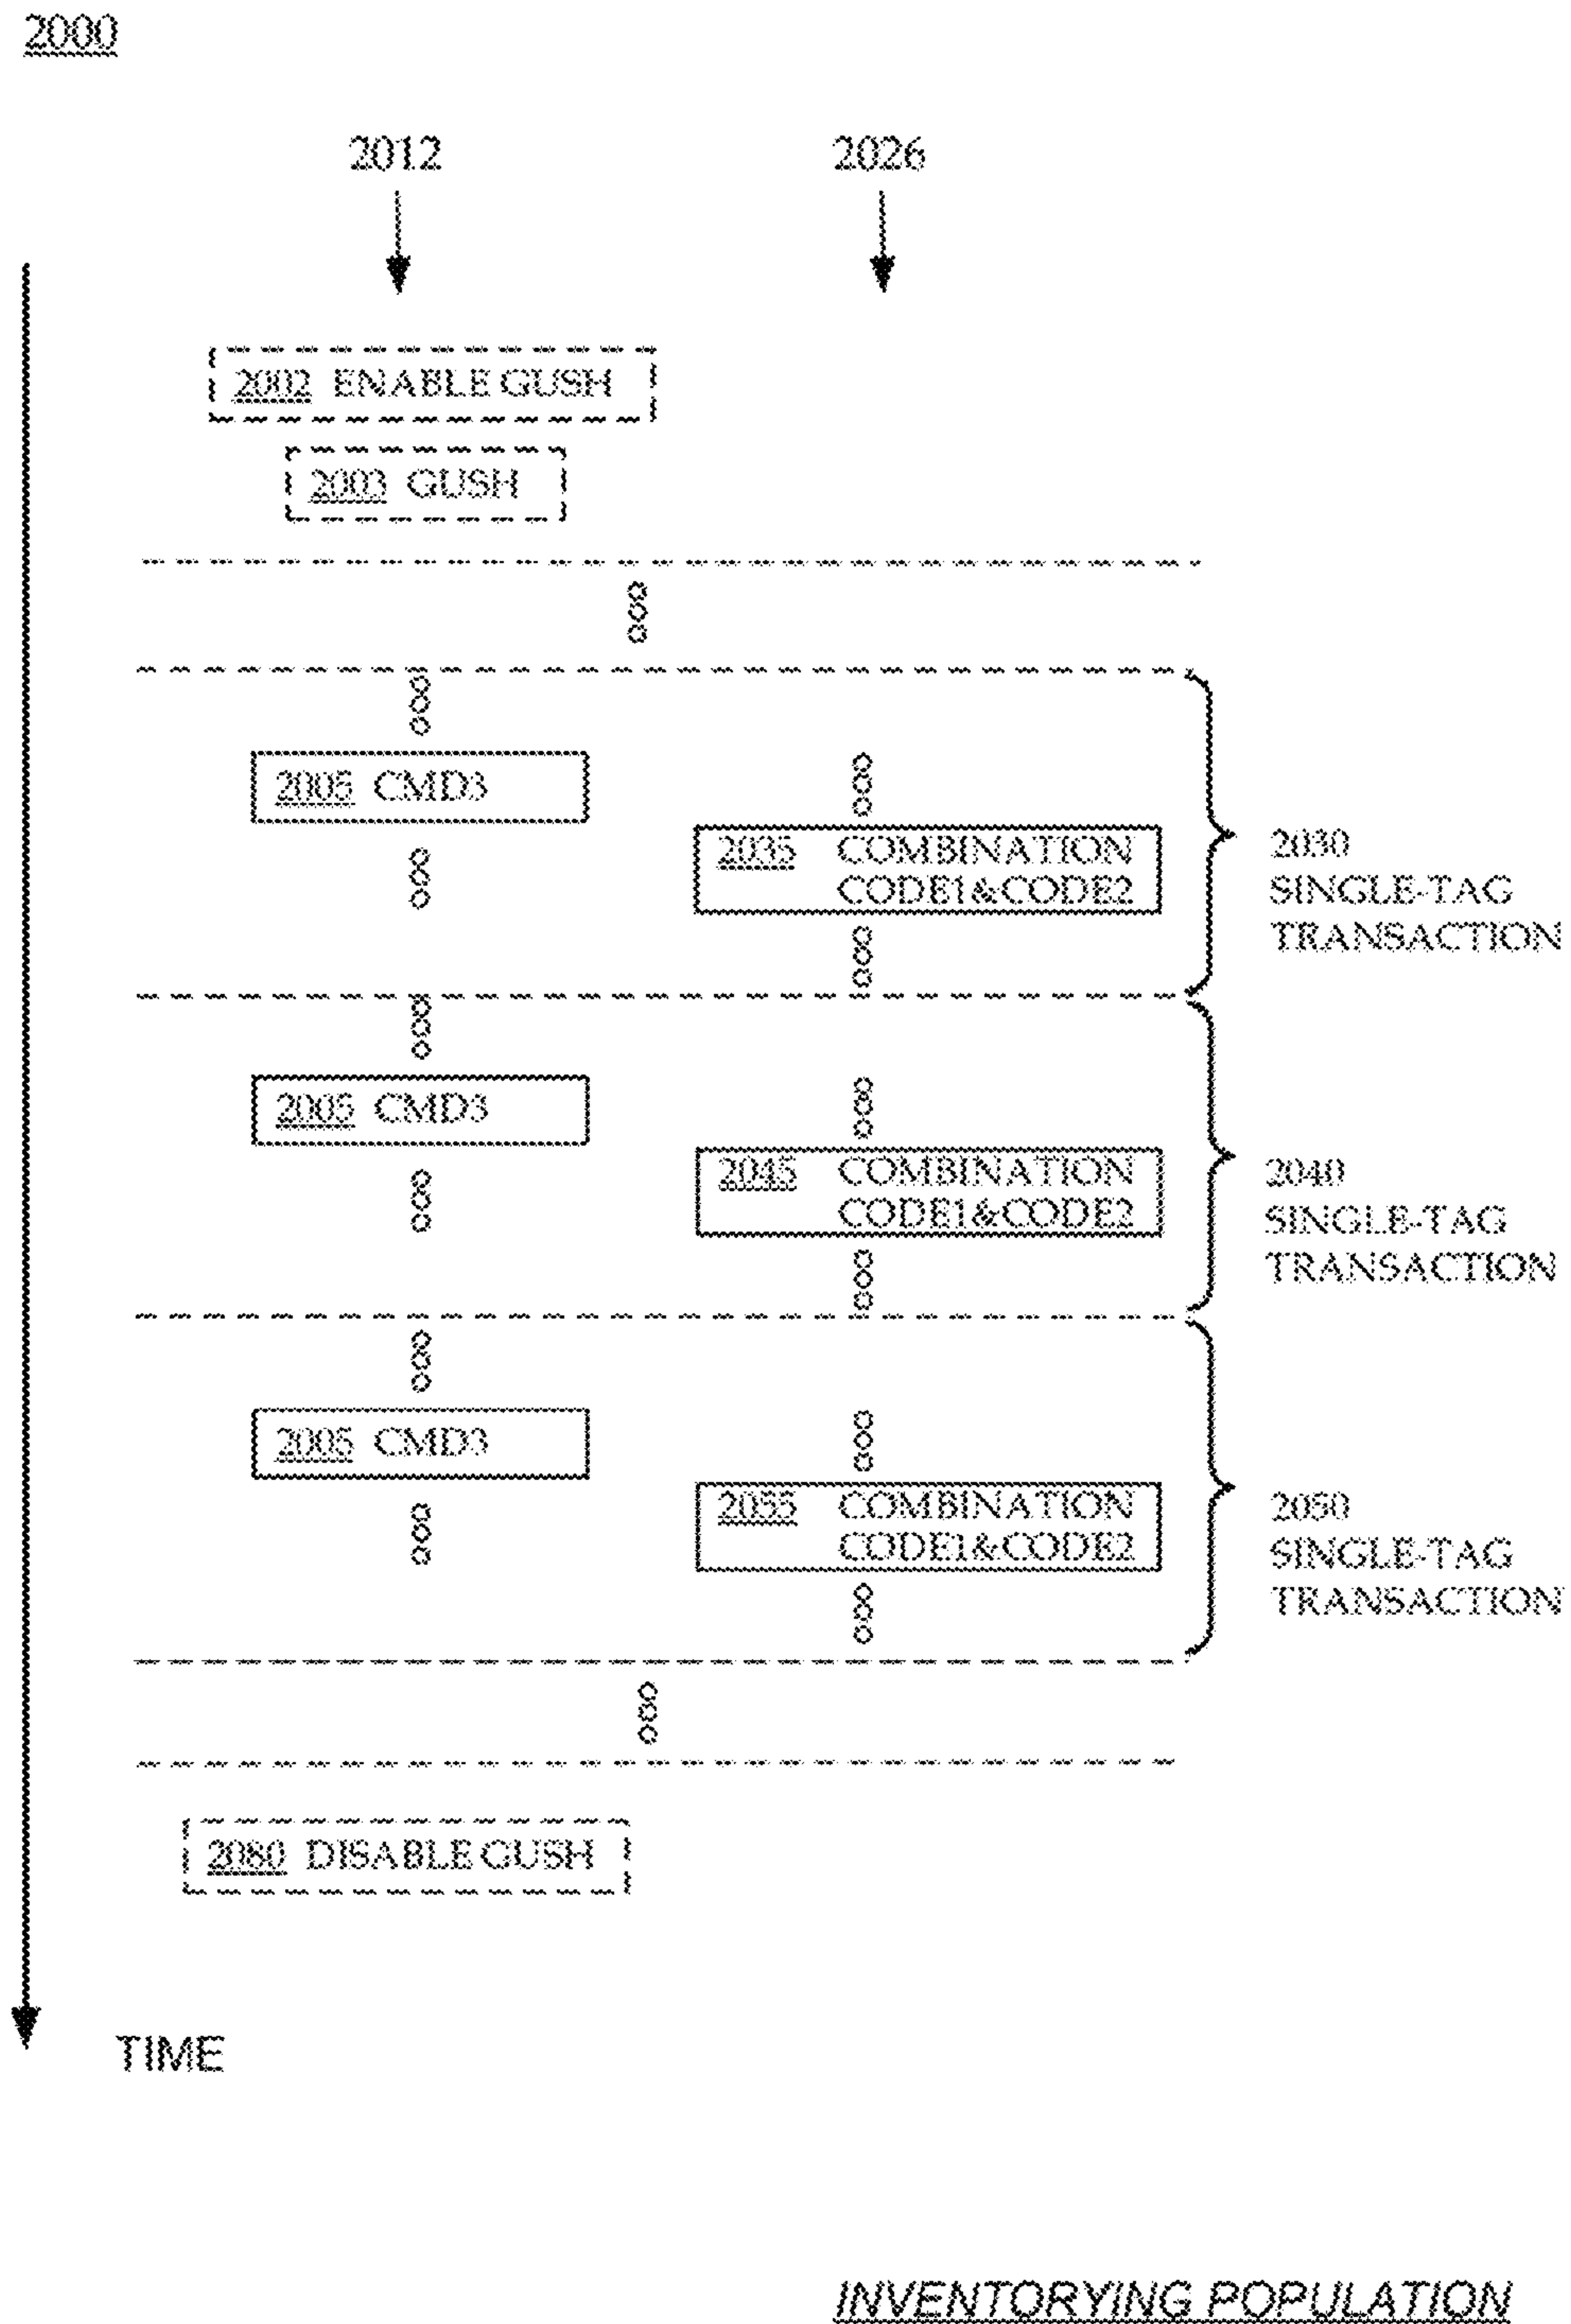 2000
2012
2026
2002 ENABLE GUSH
2003 GUSH
2005 CMD3
2035 COMBINATION
CODE1&CODE2
2030
SINGLE-TAG
TRANSACTION
2005 CMD3
2045 COMBINATION
CODE1&CODE2
2040
SINGLE-TAG
TRANSACTION
2005 CMD3
2055 COMBINATION
CODE1&CODE2
2050
SINGLE-TAG
TRANSACTION
2080 DISABLE GUSH
TIME
INVENTORYING POPULATION